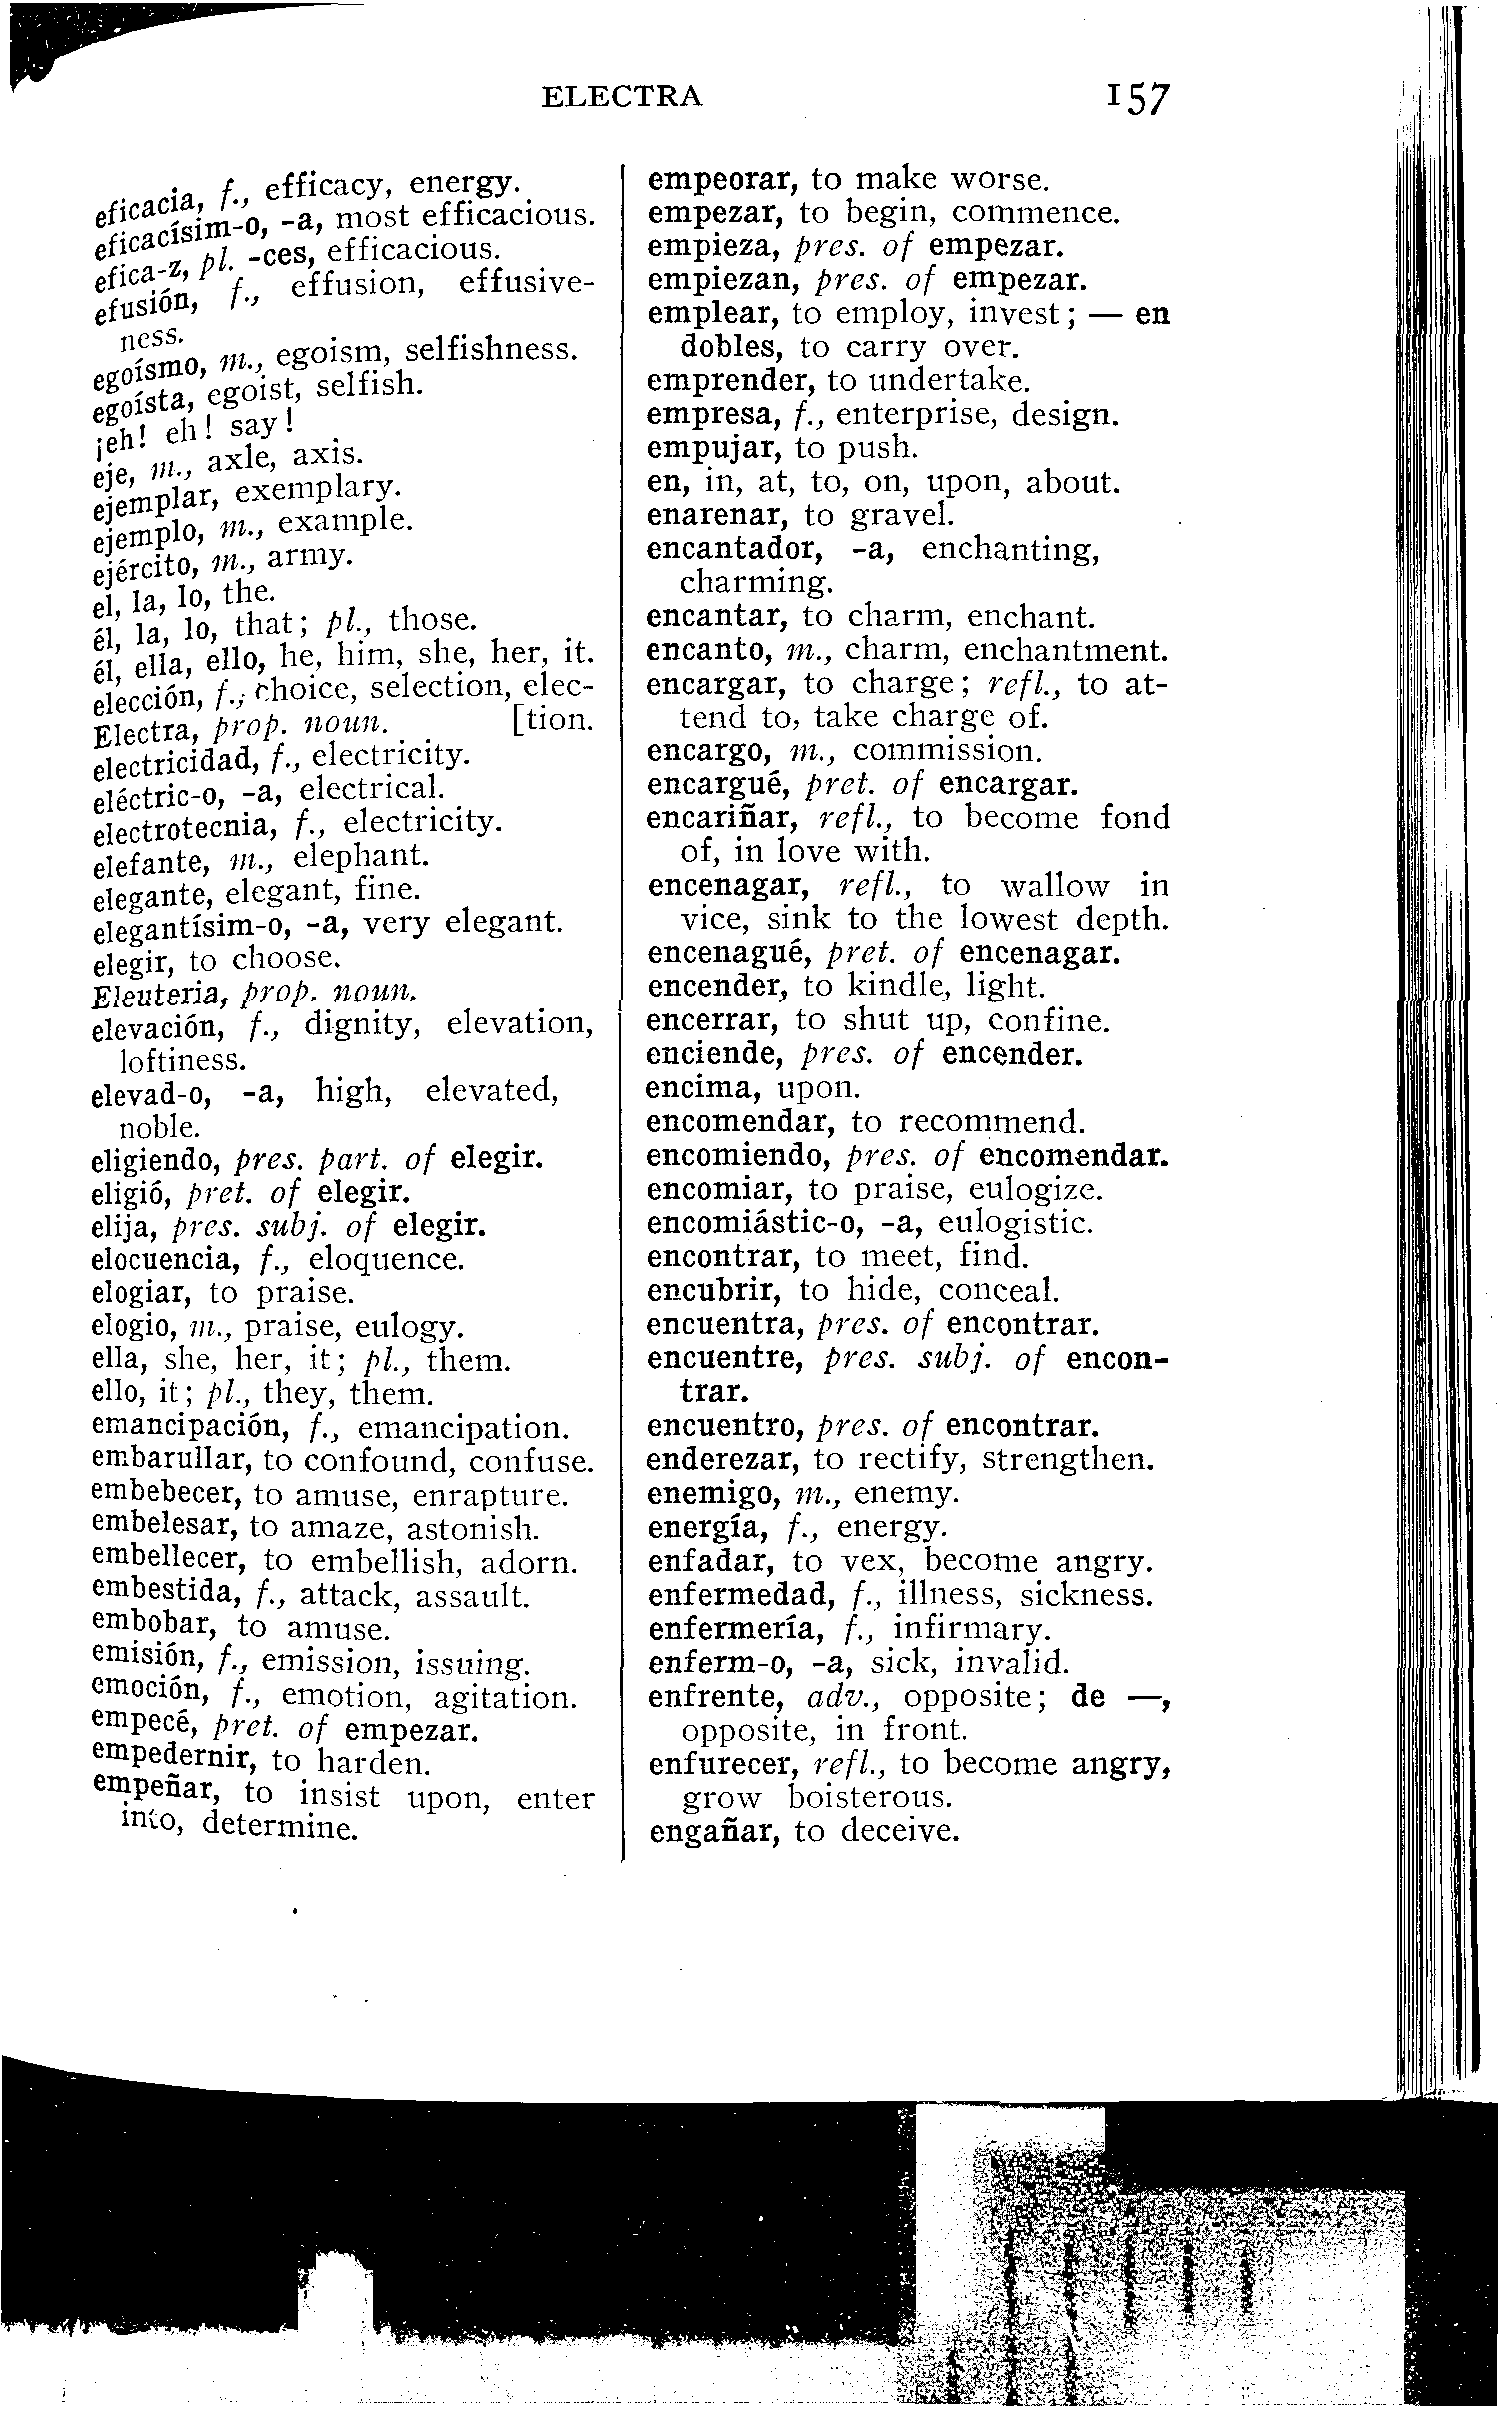 ELECTRA
157
eficacia, f., efficacy, energy.
eficacísim-o, -a, most efficacious.
efica-z, pl. -ces, efficacious.
efusión, f., effusion, effusive-
ness.
egoísmo, m., egoism, selfishness.
egoísta, egoist, selfish.
¡eh! eh! say!
eje, m., axle, axis.
ejemplar, exemplary.
ejemplo, m., example.
ejército, m., army.
el, la, lo, the.
él, la, lo, that; pl., those.
él, ella, ello, he, him, she, her, it.
elección, f., choice, selection, elec-
Electra, prop. noun. [tion.
electricidad, f., electricity.
eléctric-o, -a, electrical.
electrotecnia, f., electricity.
elefante, m., elephant.
elegante, elegant, fine.
elegantísim-o, -a, very elegant.
elegir, to choose.
Eleuteria, prop. noun.
elevación, f., dignity, elevation,
loftiness.
elevad-o, -a, high, elevated,
noble.
eligiendo, pres. part. of elegir.
eligió, pret. of elegir.
elija, pres. subj. of elegir.
elocuencia, f., eloquence.
elogiar, to praise.
elogio, m., praise, eulogy.
ella, she, her, it; pl., them.
ello, it; pl., they, them.
emancipación, f., emancipation.
embarullar, to confound, confuse.
embebecer, to amuse, enrapture.
embelesar, to amaze, astonish.
embellecer, to embellish, adorn.
embestida, f., attack, assault.
embobar, to amuse.
emisión, f., emission, issuing.
emoción, f., emotion, agitation.
empecé, pret. of empezar.
empedernir, to harden.
empeñar, to insist upon, enter
into, determine.
empeorar, to make worse.
empezar, to begin, commence.
empieza, pres. of empezar.
empiezan, pres. of empezar.
emplear, to employ, invest; — en
dobles, to carry over.
emprender, to undertake.
empresa, f., enterprise, design.
empujar, to push.
en, in, at, to, on, upon, about.
enarenar, to gravel.
encantador, -a, enchanting,
charming.
encantar, to charm, enchant.
encanto, m., charm, enchantment.
encargar, to charge; refl., to at-
tend to, take charge of.
encargo, m., commission.
encargué, pret. of encargar.
encariñar, refl., to become fond
of, in love with.
encenagar, refl., to wallow in
vice, sink to the lowest depth.
encenagué, pret. of encenagar.
encender, to kindle, light.
encerrar, to shut up, confine.
enciende, pres. of encender.
encima, upon.
encomendar, to recommend.
encomiendo, pres. of encomendar.
encomiar, to praise, eulogize.
encomiástic-o, -a, eulogistic.
encontrar, to meet, find.
encubrir, to hide, conceal.
encuentra, pres. of encontrar.
encuentre, pres. subj. of encon-
trar.
encuentro, pres. of encontrar.
enderezar, to rectify, strengthen.
enemigo, m., enemy.
energía, f., energy.
enfadar, to vex, become angry.
enfermedad, f., illness, sickness.
enfermería, f., infirmary.
enferm-o, -a, sick, invalid.
enfrente, adv., opposite; de —,
opposite, in front.
enfurecer, refl., to become angry,
grow boisterous.
engañar, to deceive.